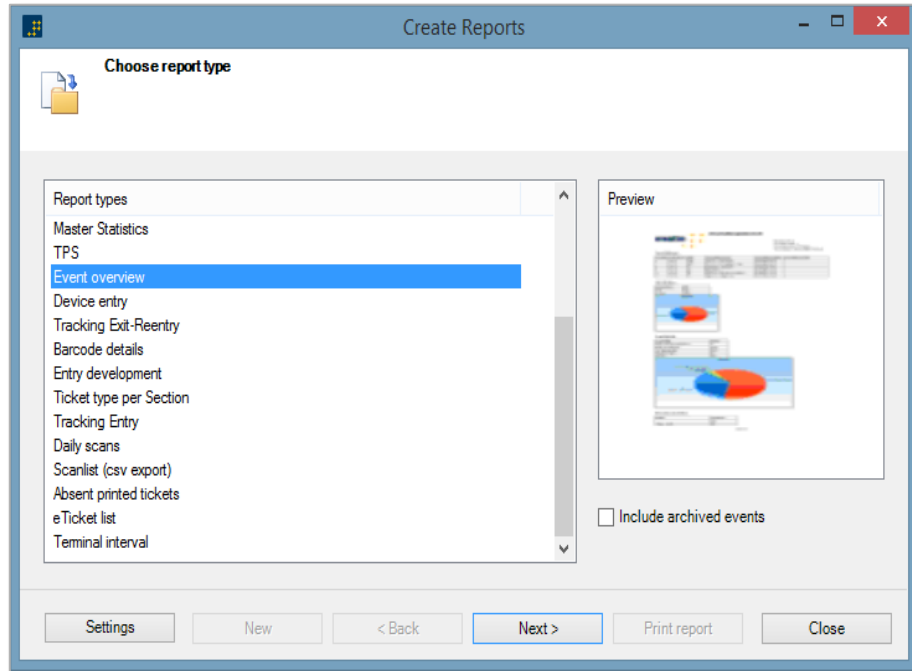 Create Reports
Choose report type
Report types
Master Statistics
TPS
Event overview
Device entry
Tracking Exit-Reentry
Barcode details
Entry development
Ticket type per Section
Tracking Entry
Daily scans
Scanlist (csv export)
Absent printed tickets
eTicket list
Terminal interval
Preview
Include archived events
Settings
New
< Back
Next >
Print report
Close